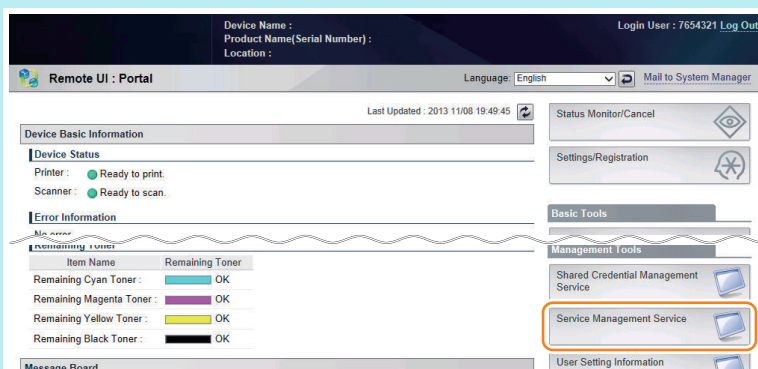 Device Name :
Product Name(Serial Number) :
Location :
Login User : 7654321 Log Out
Remote UI : Portal
Language: English
Mail to System Manager
Last Updated : 2013 11/08 19:49:45
Device Basic Information
Device Status
Printer : Ready to print.
Scanner : Ready to scan.
Error Information
No error.
Remaining Toner
Item Name Remaining Toner
Remaining Cyan Toner : OK
Remaining Magenta Toner : OK
Remaining Yellow Toner : OK
Remaining Black Toner : OK
Message Board
Status Monitor/Cancel
Settings/Registration
Basic Tools
Management Tools
Shared Credential Management
Service
Service Management Service
User Setting Information